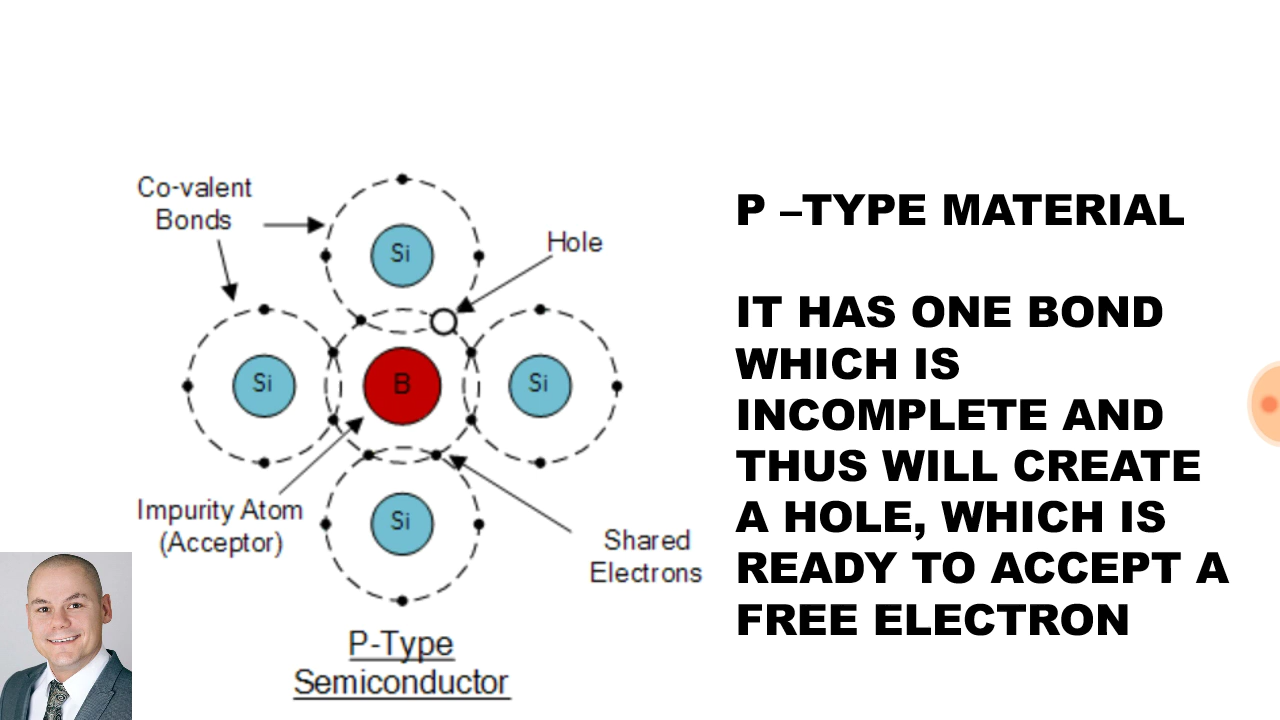 Co-valent
Bonds
Hole
Si
Si
B
Si
Si
Impurity Atom
(Acceptor)
Shared
Electrons
P-Type
Semiconductor
P –TYPE MATERIAL
IT HAS ONE BOND
WHICH IS
INCOMPLETE AND
THUS WILL CREATE
A HOLE, WHICH IS
READY TO ACCEPT A
FREE ELECTRON